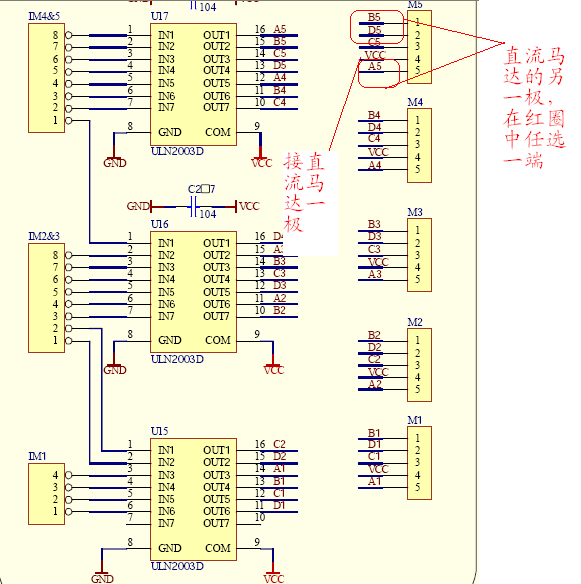 104
IM4&5
8
7
6
5
4
3
2
1
U17
1 IN1 OUT1 16 A5
2 IN2 OUT2 15 B5
3 IN3 OUT3 14 C5
4 IN4 OUT4 13 D5
5 IN5 OUT5 12 A4
6 IN6 OUT6 11 B4
7 IN7 OUT7 10 C4
8 GND COM 9
GND
ULN2003D
VCC
M5
B5 1
D5 2
C5 3
VCC 4
A5 5
直流马
达的另
一极,
在红圈
中任选
一端
接直
流马
达一
极
M4
B4 1
D4 2
C4 3
VCC 4
A4 5
C2□7
GND VCC
104
IM2&3
8
7
6
5
4
3
2
1
U16
1 IN1 OUT1 16
2 IN2 OUT2 15
3 IN3 OUT3 14 B3
4 IN4 OUT4 13 C3
5 IN5 OUT5 12 D3
6 IN6 OUT6 11 A2
7 IN7 OUT7 10 B2
8 GND COM 9
GND
ULN2003D
VCC
M3
B3 1
D3 2
C3 3
VCC 4
A3 5
M2
B2 1
D2 2
C2 3
VCC 4
A2 5
IM1
4
3
2
1
U15
1 IN1 OUT1 16 C2
2 IN2 OUT2 15 D2
3 IN3 OUT3 14 A1
4 IN4 OUT4 13 B1
5 IN5 OUT5 12 C1
6 IN6 OUT6 11 D1
7 IN7 OUT7 10
8 GND COM 9
GND
ULN2003D
VCC
M1
B1 1
D1 2
C1 3
VCC 4
A1 5